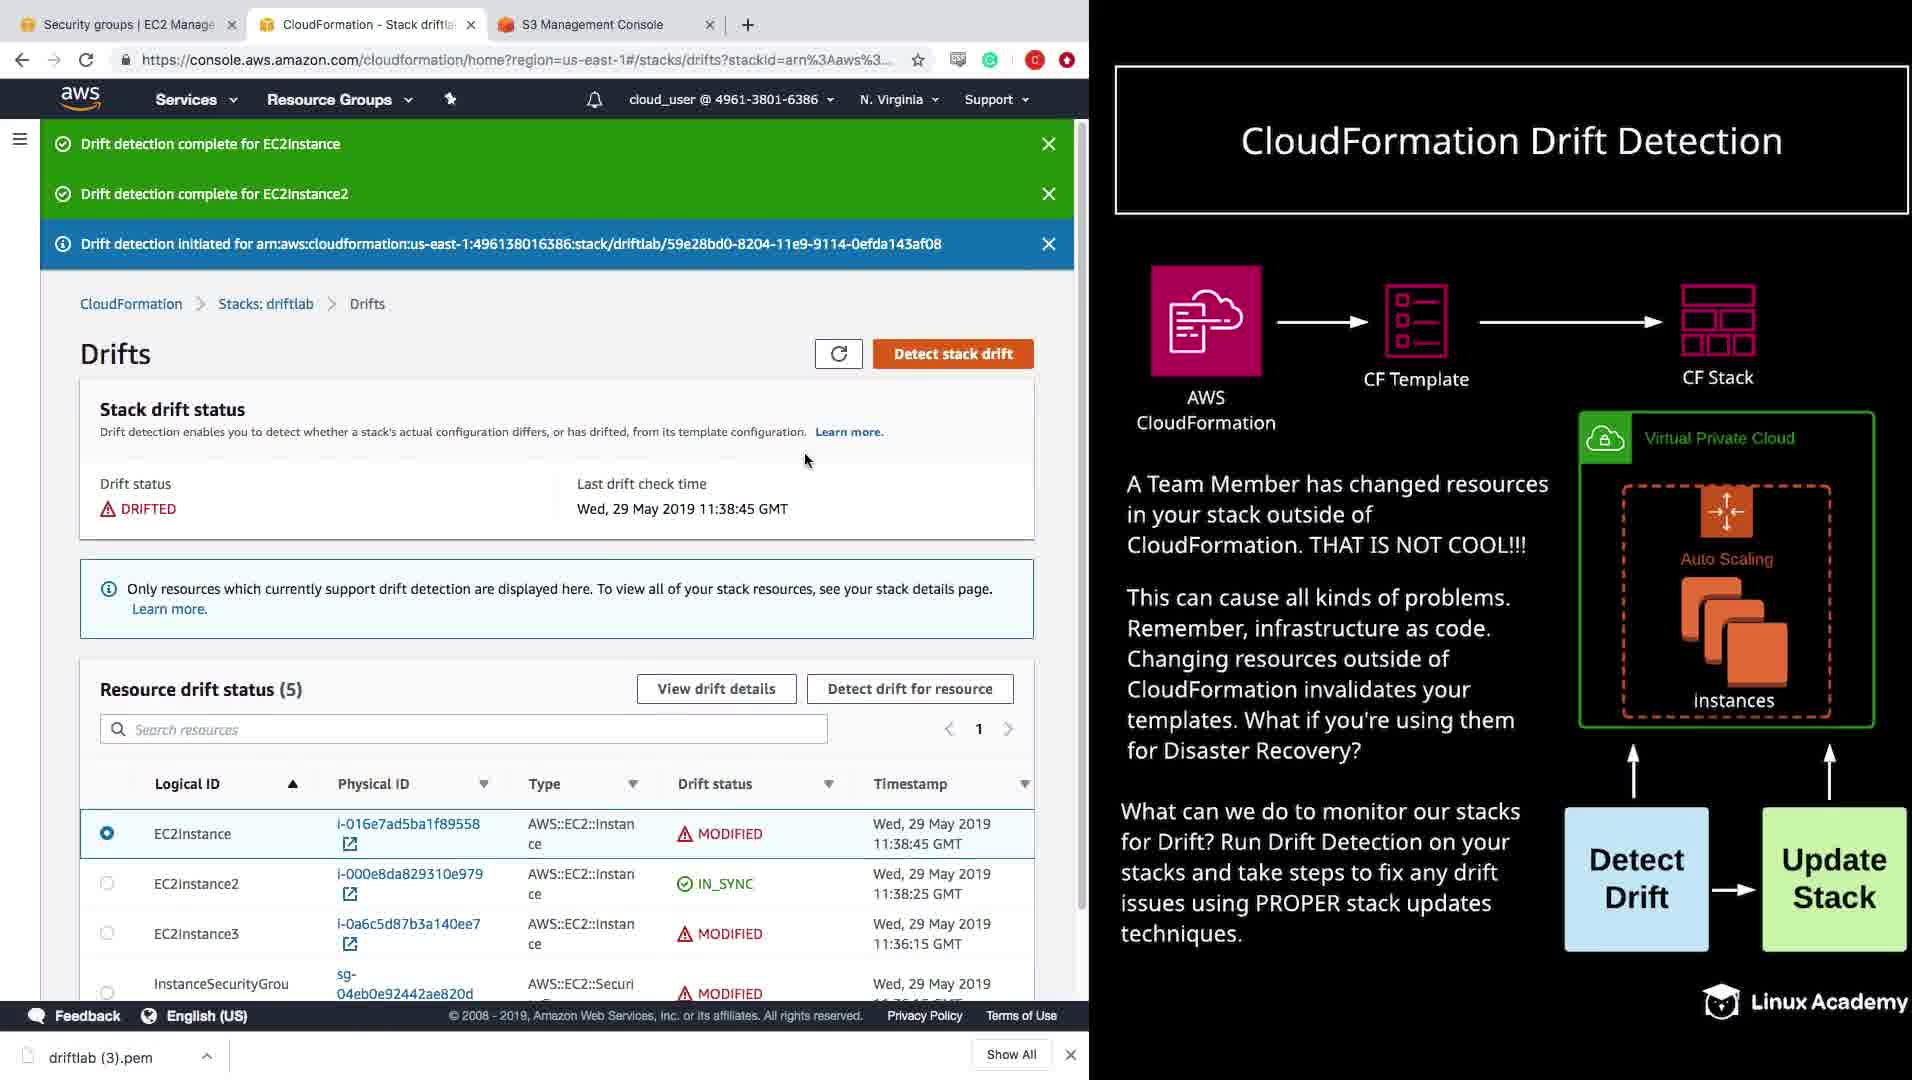 Security groups | EC2 Manage
CloudFormation - Stack driftla
S3 Management Console
https://console.aws.amazon.com/cloudformation/home?region=us-east-1#/stacks/drifts?stackid=arn%3Aaws%3...
aws
Services
Resource Groups
cloud_user @ 4961-3801-6386
N. Virginia
Support
Drift detection complete for EC2Instance
Drift detection complete for EC2Instance2
Drift detection initiated for arn:aws:cloudformation:us-east-1:496138016386:stack/driftlab/59e28bd0-8204-11e9-9114-0efda143af08
CloudFormation
Stacks: driftlab
Drifts
Drifts
Detect stack drift
Stack drift status
Drift detection enables you to detect whether a stack's actual configuration differs, or has drifted, from its template configuration. Learn more.
Drift status
Last drift check time
DRIFTED
Wed, 29 May 2019 11:38:45 GMT
Only resources which currently support drift detection are displayed here. To view all of your stack resources, see your stack details page.
Learn more.
Resource drift status (5)
View drift details
Detect drift for resource
Search resources
1
Logical ID
Physical ID
Type
Drift status
Timestamp
EC2Instance
i-016e7ad5ba1f89558
AWS::EC2::Instan
ce
MODIFIED
Wed, 29 May 2019
11:38:45 GMT
EC2Instance2
i-000e8da829310e979
AWS::EC2::Instan
ce
IN_SYNC
Wed, 29 May 2019
11:38:25 GMT
EC2Instance3
i-0a6c5d87b3a140ee7
AWS::EC2::Instan
ce
MODIFIED
Wed, 29 May 2019
11:36:15 GMT
InstanceSecurityGrou
sg-
04eb0e92442ae820d
AWS::EC2::Securi
MODIFIED
Wed, 29 May 2019
Feedback
English (US)
© 2008 - 2019, Amazon Web Services, Inc. or its affiliates. All rights reserved.
Privacy Policy
Terms of Use
driftlab (3).pem
Show All
CloudFormation Drift Detection
AWS
CloudFormation
CF Template
CF Stack
Virtual Private Cloud
Auto Scaling
instances
A Team Member has changed resources
in your stack outside of
CloudFormation. THAT IS NOT COOL!!!
This can cause all kinds of problems.
Remember, infrastructure as code.
Changing resources outside of
CloudFormation invalidates your
templates. What if you're using them
for Disaster Recovery?
What can we do to monitor our stacks
for Drift? Run Drift Detection on your
stacks and take steps to fix any drift
issues using PROPER stack updates
techniques.
Detect
Drift
Update
Stack
Linux Academy